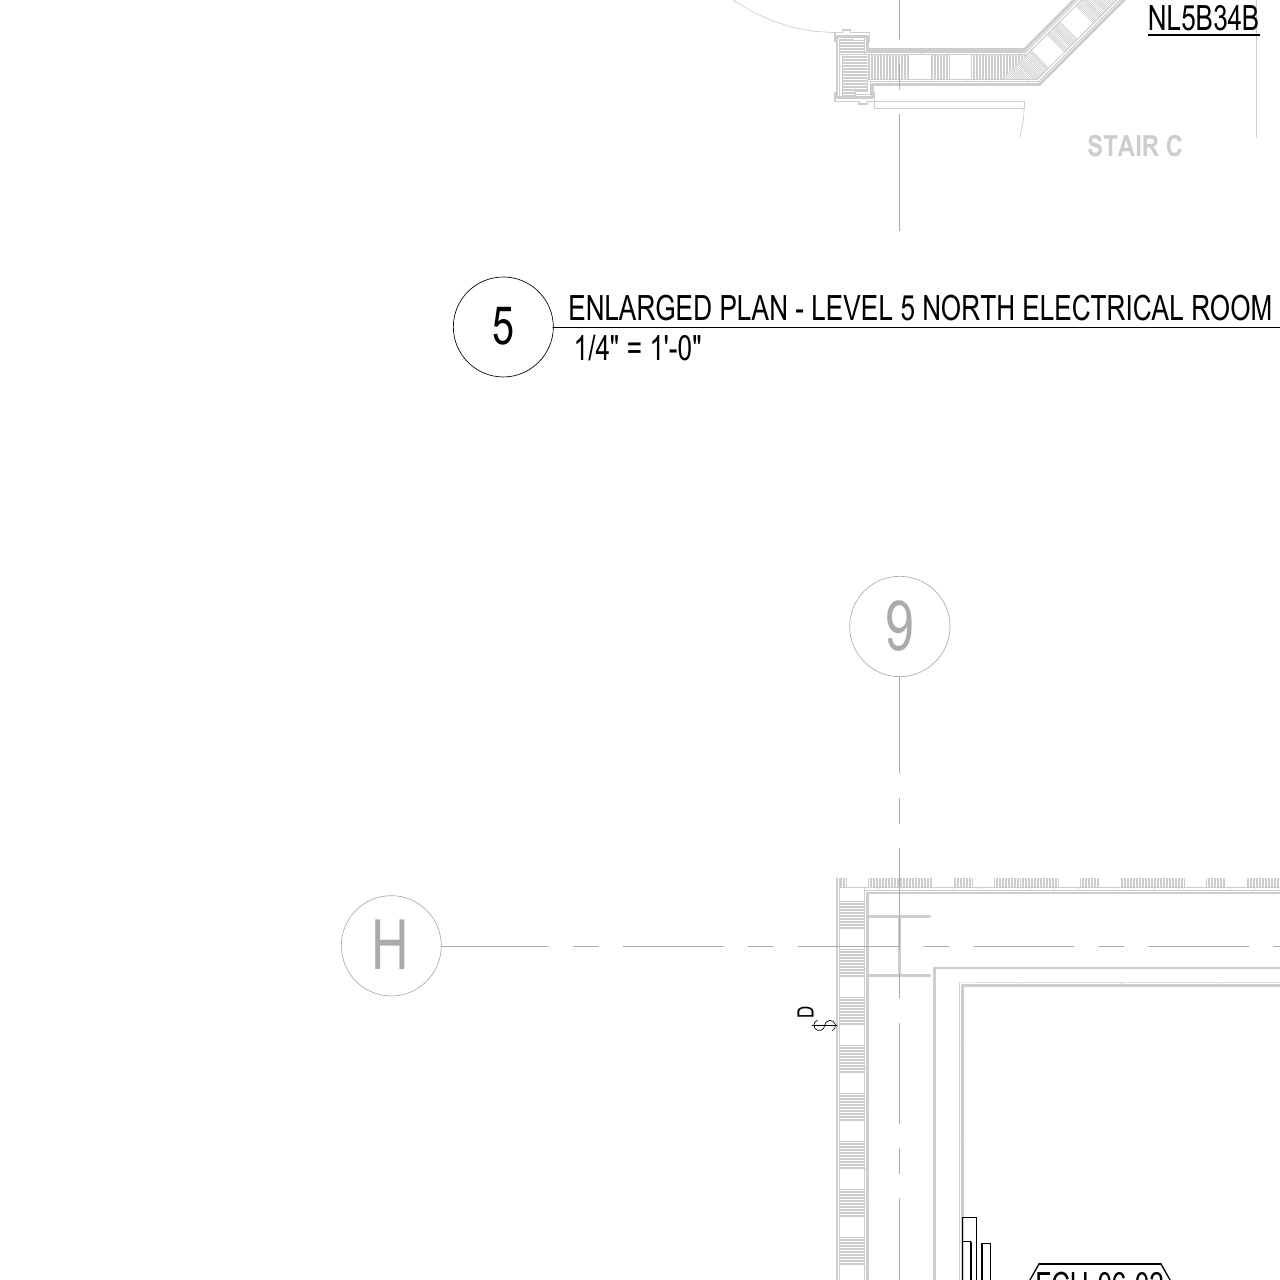 NL5B34B
STAIR C
5
ENLARGED PLAN - LEVEL 5 NORTH ELECTRICAL ROOM
1/4" = 1'-0"
9
H
D
$